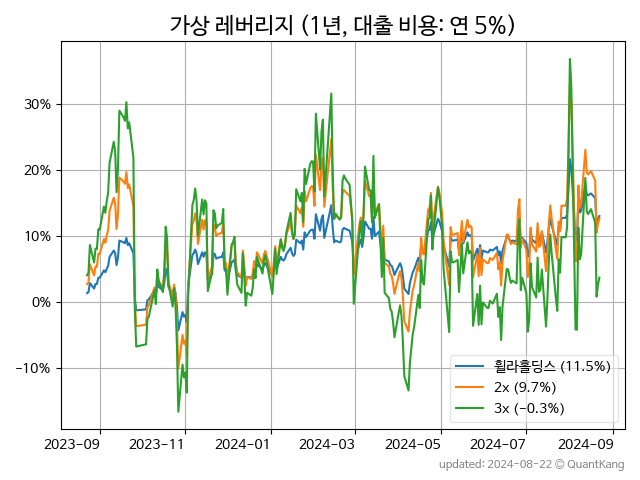 가상 레버리지 (1년, 대출 비용: 연 5%)
30%
20%
10%
0%
−10%
휠라홀딩스 (11.5%)
2x (9.7%)
3x (−0.3%)
2023-09 2023-11 2024-01 2024-03 2024-05 2024-07 2024-09
updated: 2024-08-22 © QuantKang